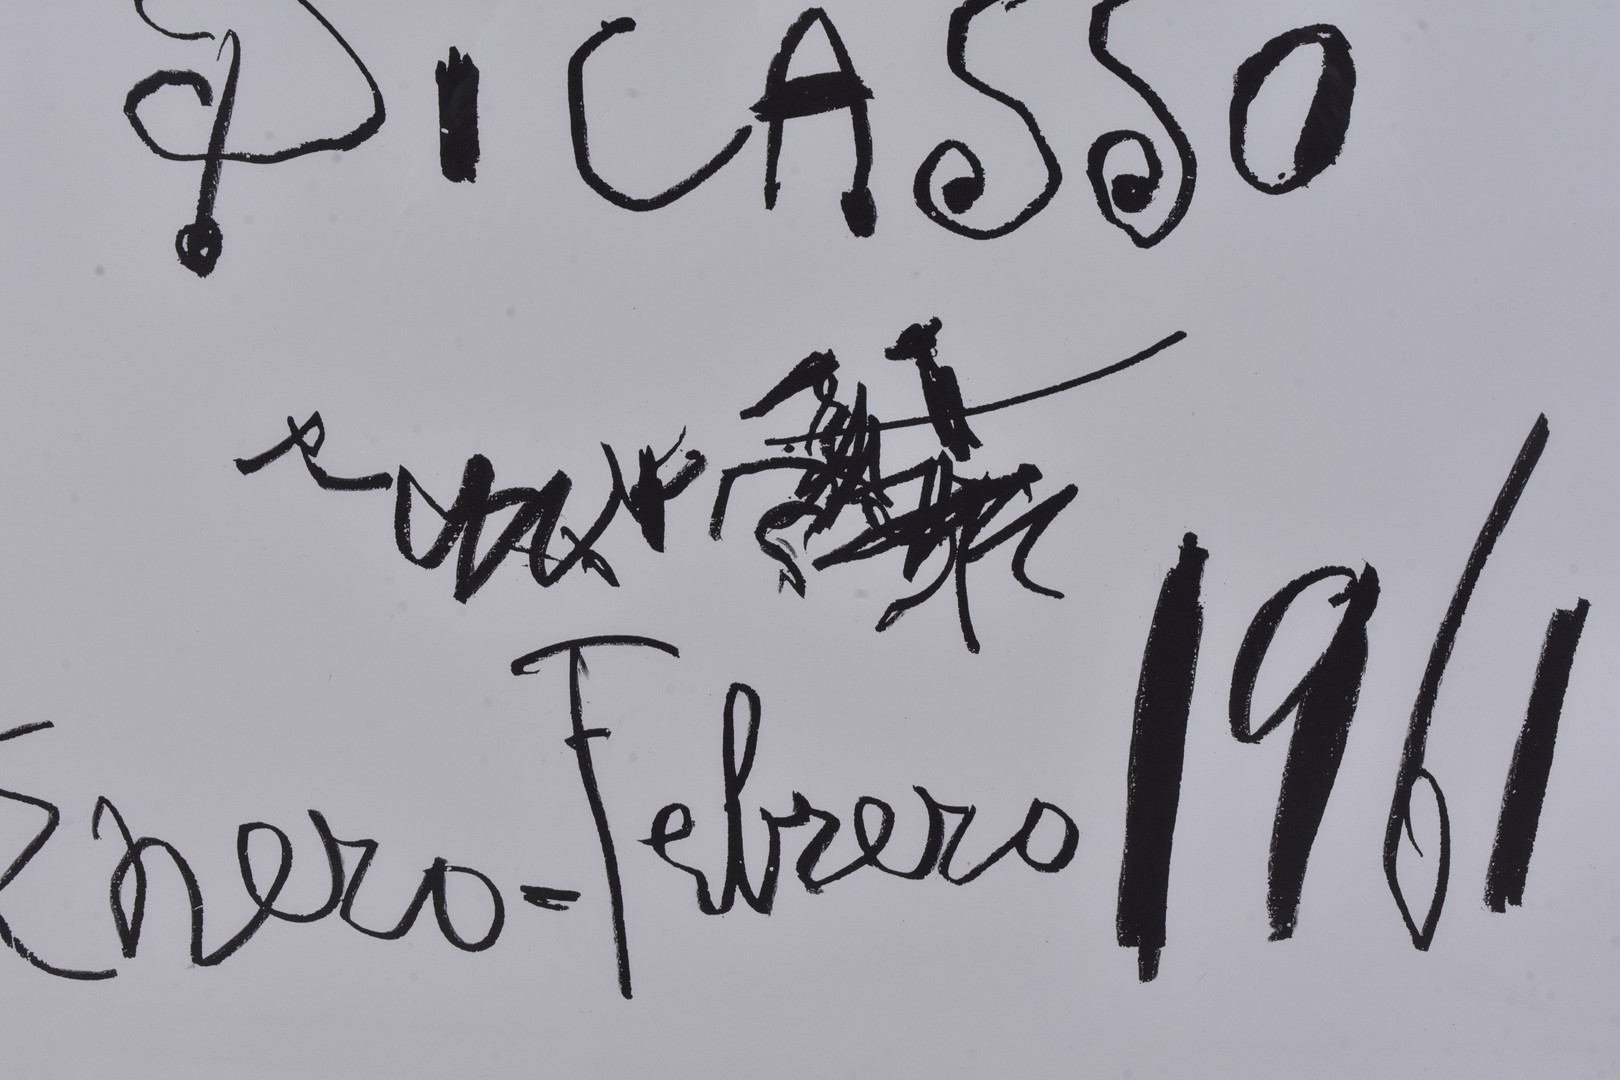 PICASSO
Enero-Febrero 1961